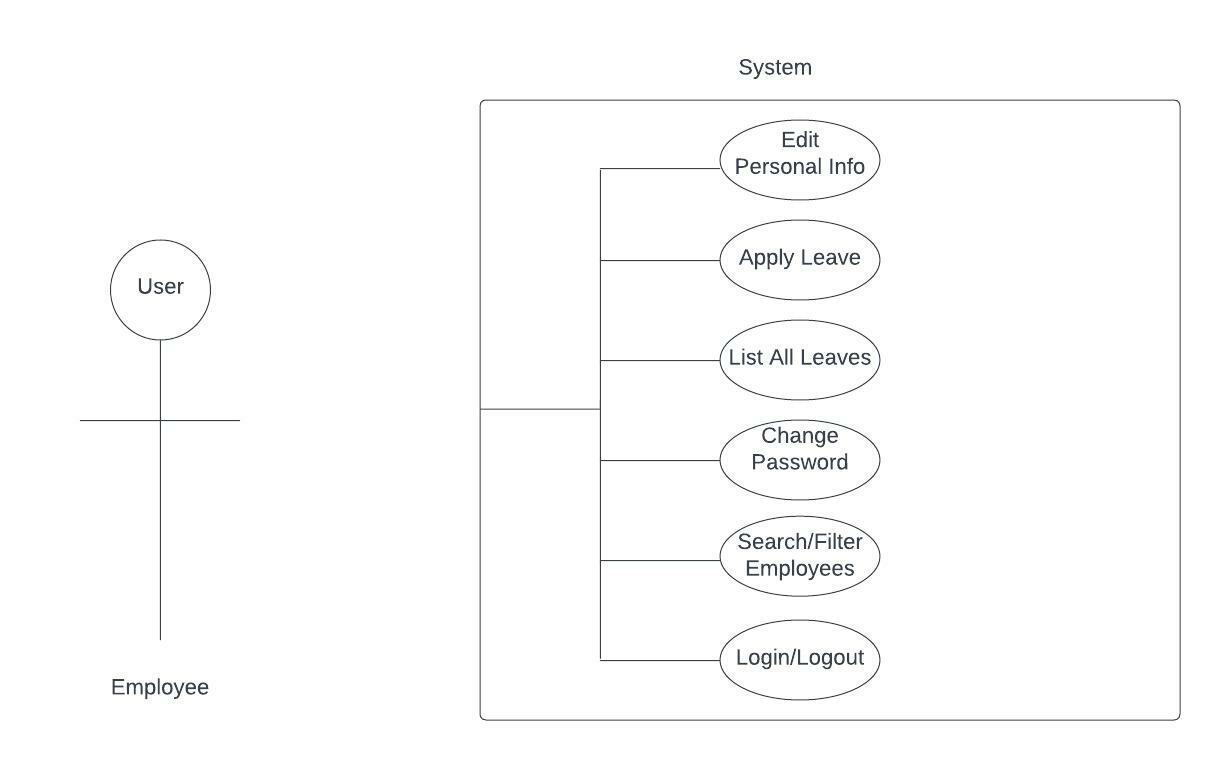 System
Edit
Personal Info
Apply Leave
User
List All Leaves
Change
Password
Search/Filter
Employees
Login/Logout
Employee